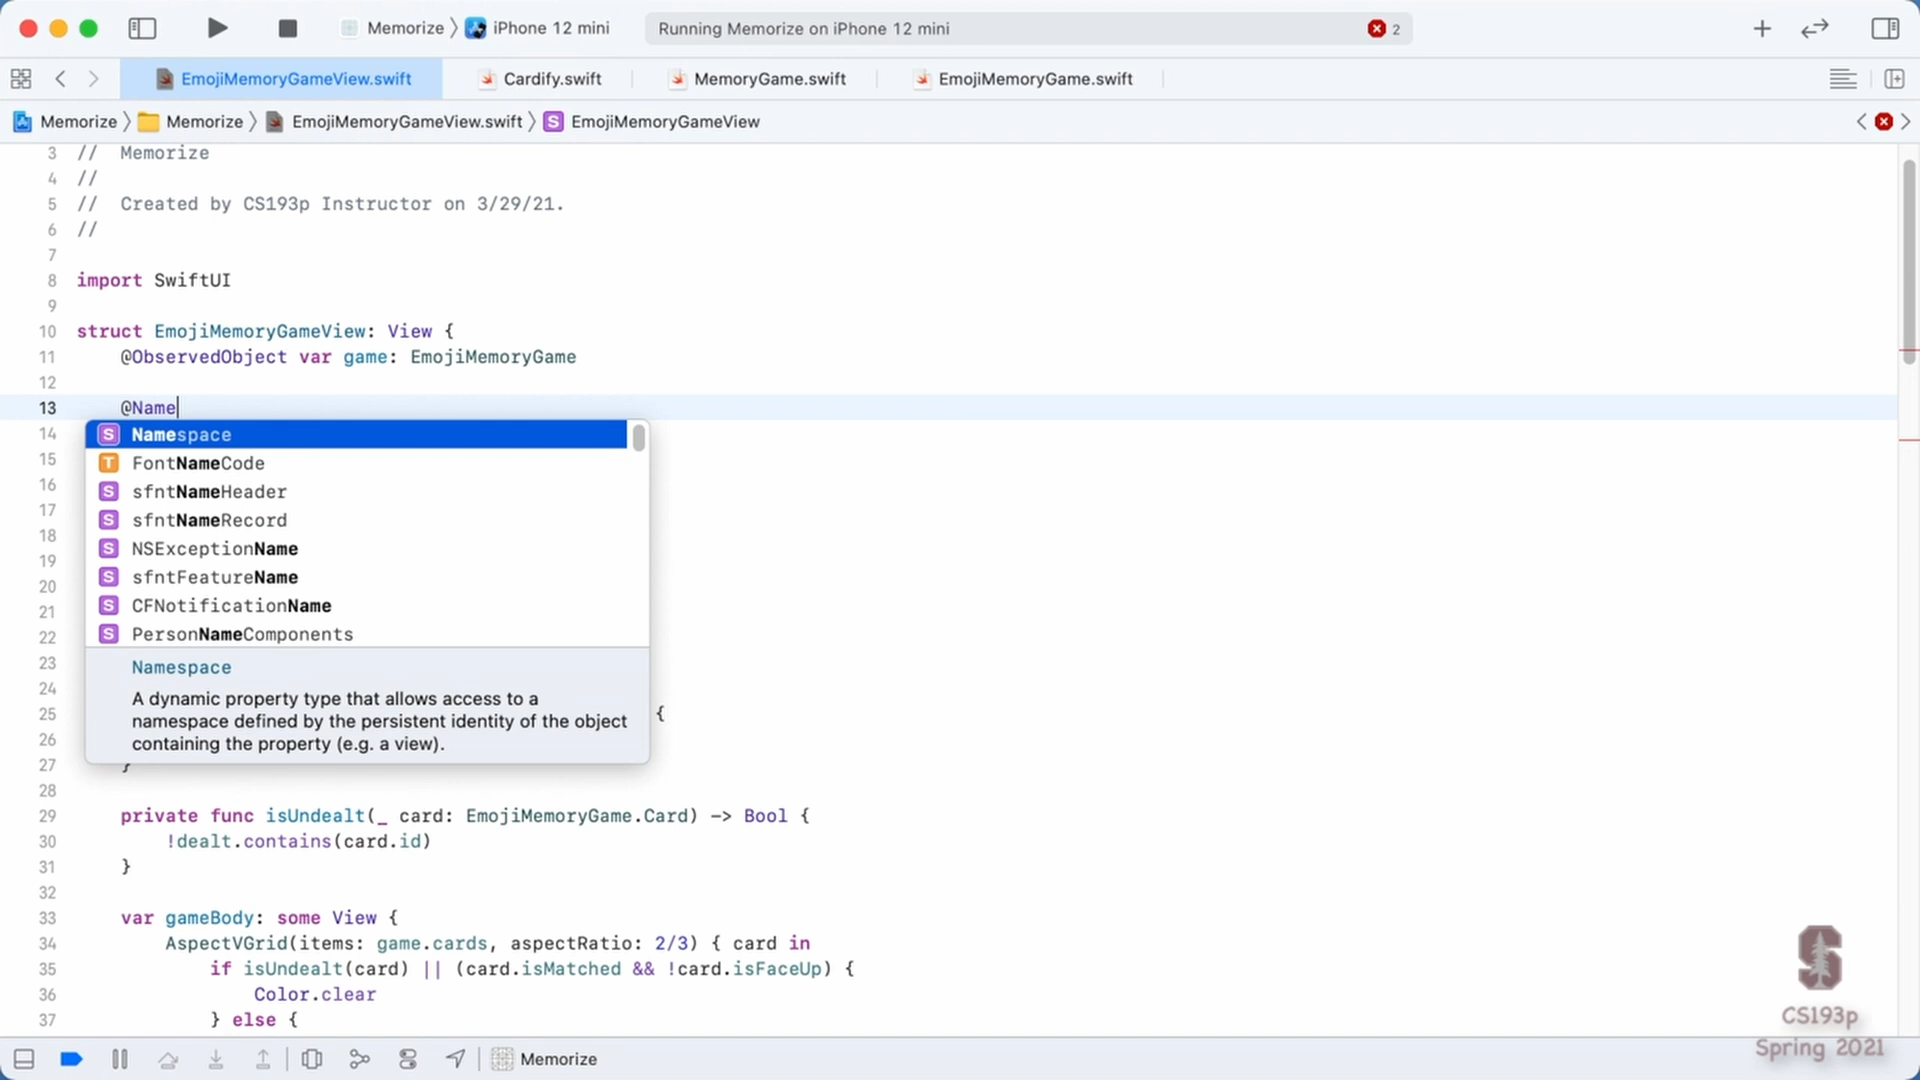 Memorize 〉 iPhone 12 mini
Running Memorize on iPhone 12 mini
2
EmojiMemoryGameView.swift
Cardify.swift
MemoryGame.swift
EmojiMemoryGame.swift
Memorize 〉 Memorize 〉 EmojiMemoryGameView.swift 〉 S EmojiMemoryGameView
3 //  Memorize
4 //
5 //  Created by CS193p Instructor on 3/29/21.
6 //
7
8 import SwiftUI
9
10 struct EmojiMemoryGameView: View {
11     @ObservedObject var game: EmojiMemoryGame
12
13     @Name
14 S Namespace
15 T FontNameCode
16 S sfntNameHeader
17 S sfntNameRecord
18 S NSExceptionName
19 S sfntFeatureName
20 S CFNotificationName
21 S PersonNameComponents
22
23 Namespace
24 A dynamic property type that allows access to a
25 namespace defined by the persistent identity of the object {
26 containing the property (e.g. a view).
27     }
28
29     private func isUndealt(_ card: EmojiMemoryGame.Card) -> Bool {
30         !dealt.contains(card.id)
31     }
32
33     var gameBody: some View {
34         AspectVGrid(items: game.cards, aspectRatio: 2/3) { card in
35             if isUndealt(card) || (card.isMatched && !card.isFaceUp) {
36                 Color.clear
37             } else {
S
CS193p
Spring 2021
Memorize